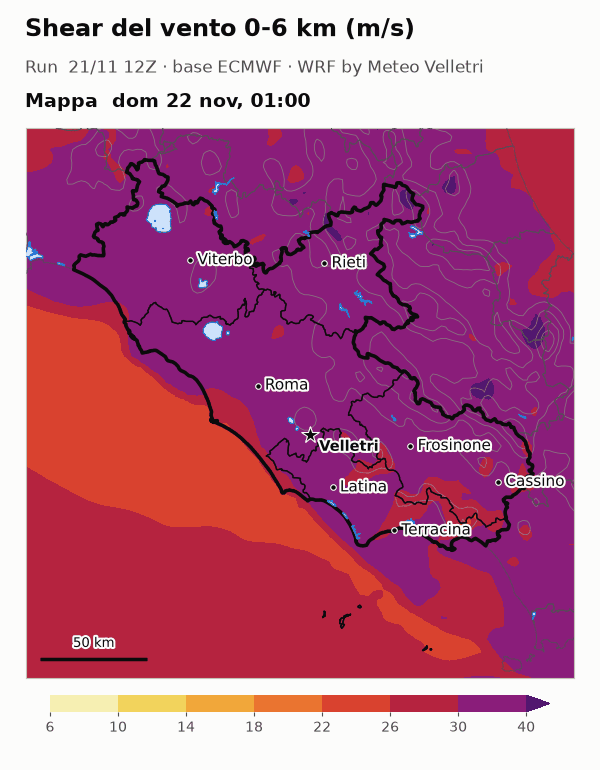 Shear del vento 0-6 km (m/s)
Run  21/11 12Z · base ECMWF · WRF by Meteo Velletri
Mappa  dom 22 nov, 01:00
Viterbo
Rieti
Roma
Velletri
Frosinone
Latina
Cassino
Terracina
50 km
6 10 14 18 22 26 30 40